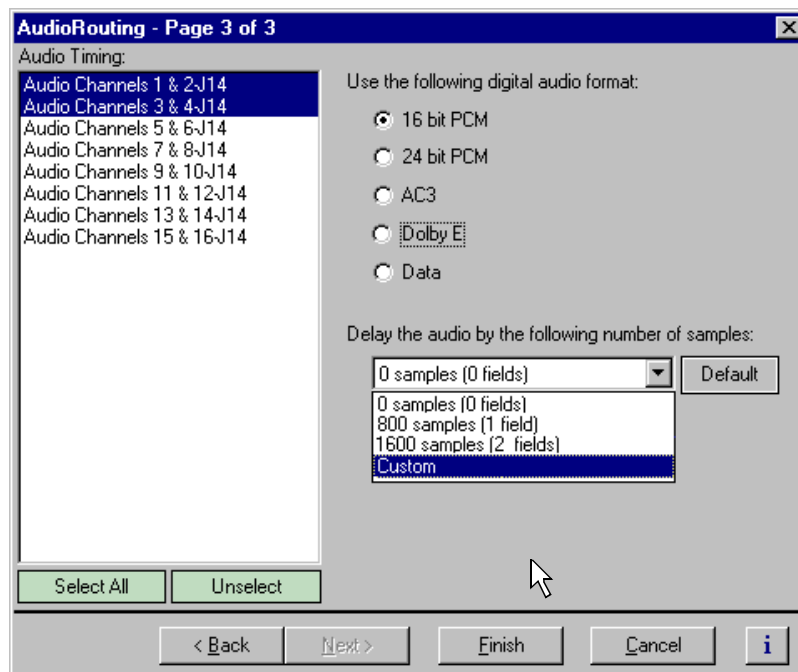 AudioRouting - Page 3 of 3
Audio Timing:
Audio Channels 1 & 2-J14
Audio Channels 3 & 4-J14
Audio Channels 5 & 6-J14
Audio Channels 7 & 8-J14
Audio Channels 9 & 10-J14
Audio Channels 11 & 12-J14
Audio Channels 13 & 14-J14
Audio Channels 15 & 16-J14
Select All
Unselect
Use the following digital audio format:
16 bit PCM
24 bit PCM
AC3
Dolby E
Data
Delay the audio by the following number of samples:
0 samples (0 fields)
Default
0 samples (0 fields)
800 samples (1 field)
1600 samples (2 fields)
Custom
< Back
Next >
Finish
Cancel
i